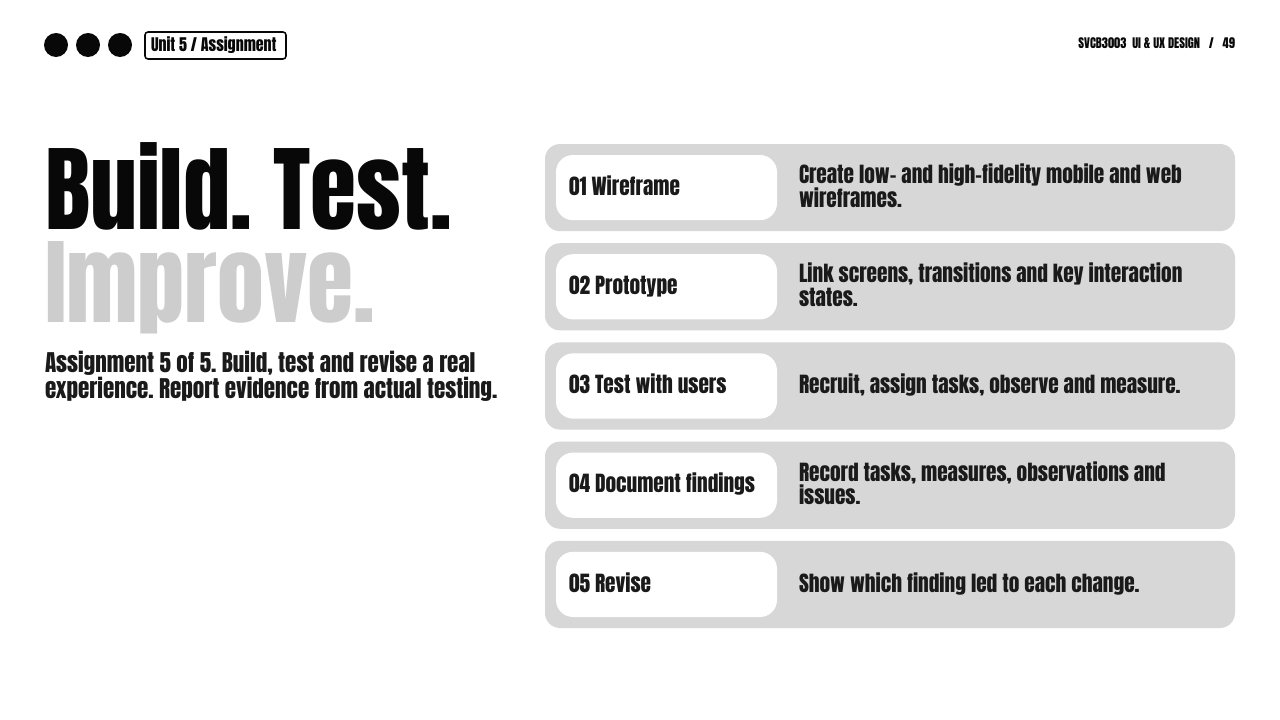 Unit 5 / Assignment
SVCB3003 UI & UX DESIGN / 49
Build. Test.
Improve.
Assignment 5 of 5. Build, test and revise a real
experience. Report evidence from actual testing.
01 Wireframe
Create low- and high-fidelity mobile and web
wireframes.
02 Prototype
Link screens, transitions and key interaction
states.
03 Test with users
Recruit, assign tasks, observe and measure.
04 Document findings
Record tasks, measures, observations and
issues.
05 Revise
Show which finding led to each change.